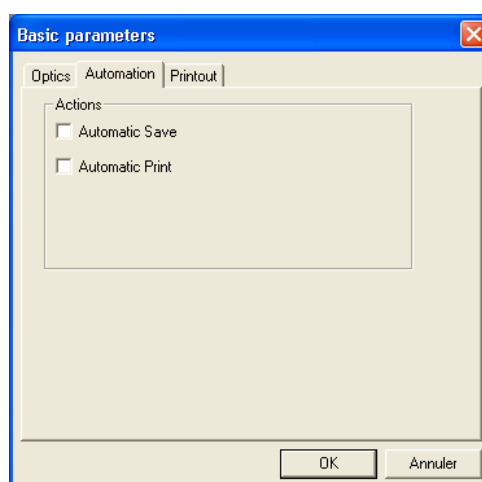 Basic parameters
Optics Automation Printout
Actions
Automatic Save
Automatic Print
OK Annuler